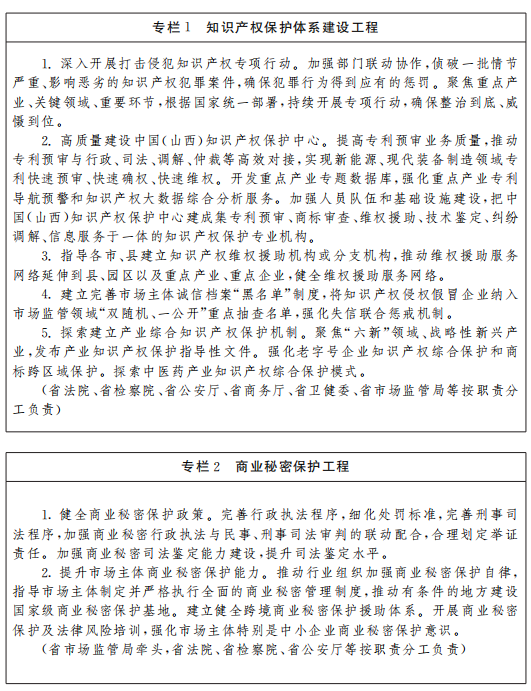 专栏1 知识产权保护体系建设工程
1. 深入开展打击侵犯知识产权专项行动。加强部门联动协作,侦破一批情节
严重、影响恶劣的知识产权犯罪案件,确保犯罪行为得到应有的惩罚。聚焦重点产
业、关键领域、重要环节,根据国家统一部署,持续开展专项行动,确保整治到底、威
慑到位。
2. 高质量建设中国(山西)知识产权保护中心。提高专利预审业务质量,推动
专利预审与行政、司法、调解、仲裁等高效对接,实现新能源、现代装备制造领域专
利快速预审、快速确权、快速维权。开发重点产业专题数据库,强化重点产业专利
导航预警和知识产权大数据综合分析服务。加强人员队伍和基础设施建设,把中
国(山西)知识产权保护中心建成集专利预审、商标审查、维权援助、技术鉴定、纠纷
调解、信息服务于一体的知识产权保护专业机构。
3. 指导各市、县建立知识产权维权援助机构或分支机构,推动维权援助服务
网络延伸到县、园区以及重点产业、重点企业,健全维权援助服务网络。
4. 建立完善市场主体诚信档案“黑名单”制度,将知识产权侵权假冒企业纳入
市场监管领域“双随机、一公开”重点抽查名单,强化失信联合惩戒机制。
5. 探索建立产业综合知识产权保护机制。聚焦“六新”领域、战略性新兴产
业,发布产业知识产权保护指导性文件。强化老字号企业知识产权综合保护和商
标跨区域保护。探索中医药产业知识产权综合保护模式。
(省法院、省检察院、省公安厅、省商务厅、省卫健委、省市场监管局等按职责分
工负责)
专栏2 商业秘密保护工程
1. 健全商业秘密保护政策。完善行政执法程序,细化处罚标准,完善刑事司
法程序,加强商业秘密行政执法与民事、刑事司法审判的联动配合,合理划定举证
责任。加强商业秘密司法鉴定能力建设,提升司法鉴定水平。
2. 提升市场主体商业秘密保护能力。推动行业组织加强商业秘密保护自律,
指导市场主体制定并严格执行全面的商业秘密管理制度,推动有条件的地方建设
国家级商业秘密保护基地。建立健全跨境商业秘密保护援助体系。开展商业秘密
保护及法律风险培训,强化市场主体特别是中小企业商业秘密保护意识。
(省市场监管局牵头,省法院、省检察院、省公安厅等按职责分工负责)